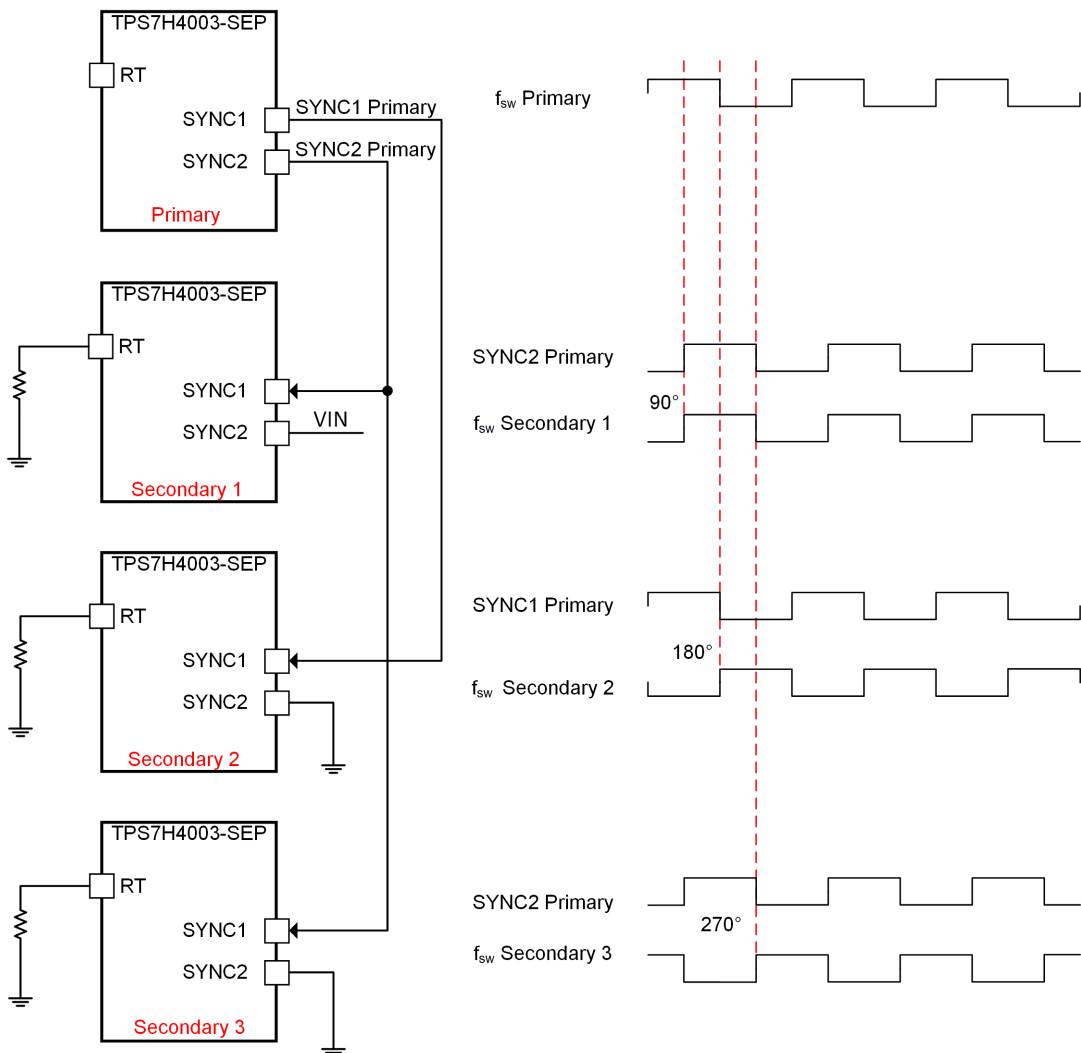 TPS7H4003-SEP
RT
SYNC1
SYNC2
SYNC1 Primary
SYNC2 Primary
Primary
TPS7H4003-SEP
RT
SYNC1
SYNC2
VIN
Secondary 1
TPS7H4003-SEP
RT
SYNC1
SYNC2
Secondary 2
TPS7H4003-SEP
RT
SYNC1
SYNC2
Secondary 3
fsw Primary
SYNC2 Primary
90°
fsw Secondary 1
SYNC1 Primary
180°
fsw Secondary 2
SYNC2 Primary
270°
fsw Secondary 3